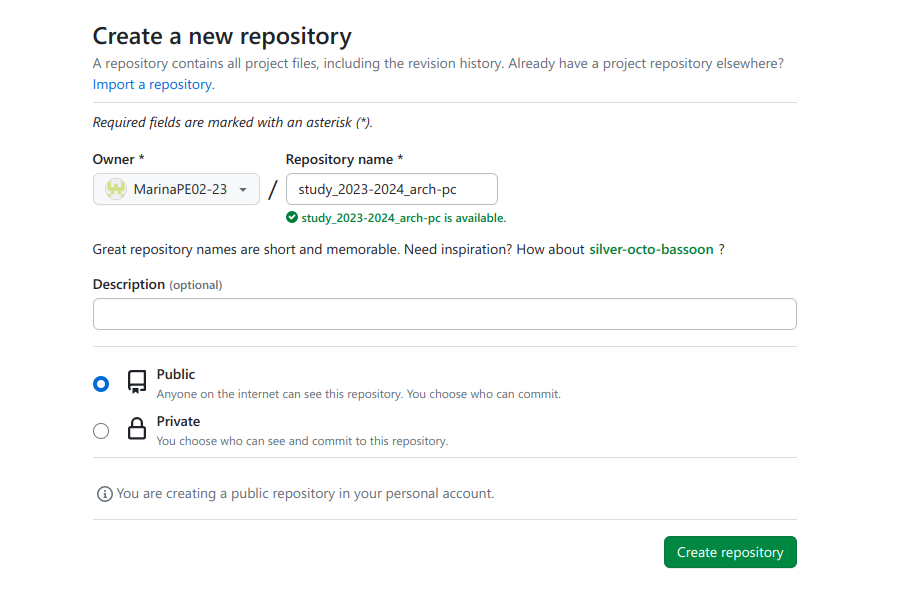 Create a new repository
A repository contains all project files, including the revision history. Already have a project repository elsewhere?
Import a repository.
Required fields are marked with an asterisk (*).
Owner *
Repository name *
MarinaPE02-23
/
study_2023-2024_arch-pc
study_2023-2024_arch-pc is available.
Great repository names are short and memorable. Need inspiration? How about silver-octo-bassoon ?
Description (optional)
Public
Anyone on the internet can see this repository. You choose who can commit.
Private
You choose who can see and commit to this repository.
You are creating a public repository in your personal account.
Create repository